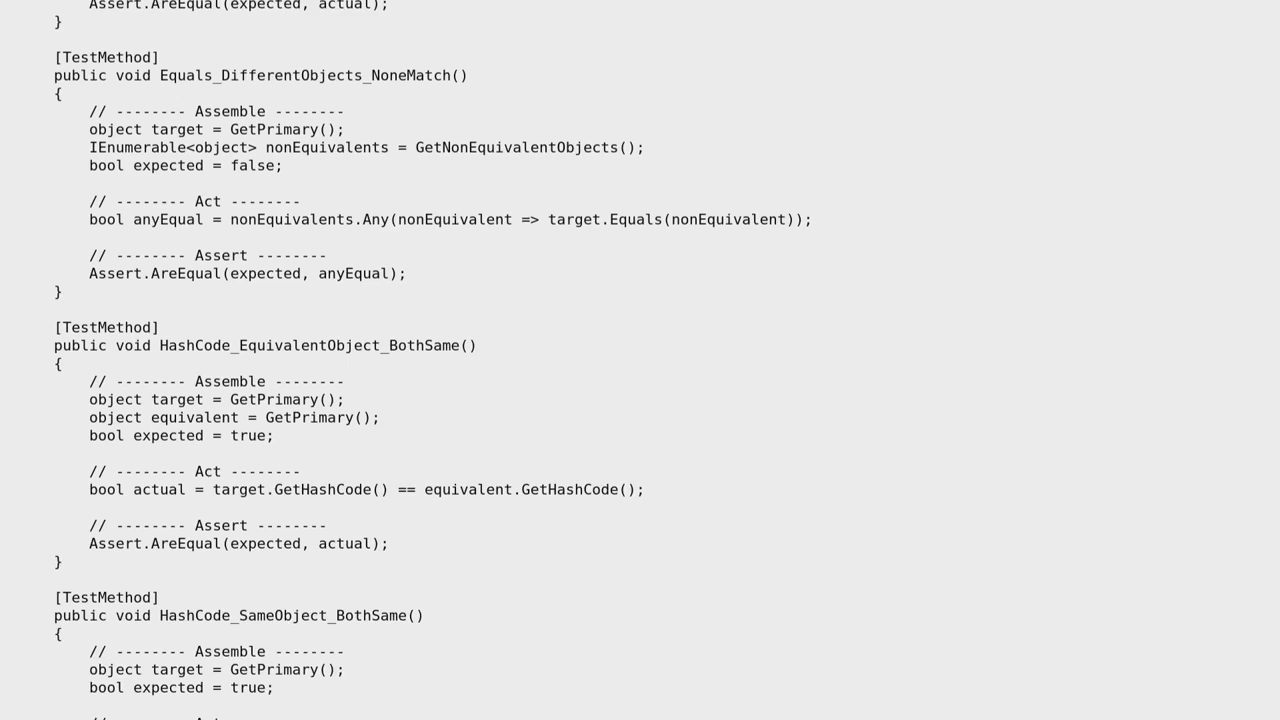 Assert.AreEqual(expected, actual);
}

[TestMethod]
public void Equals_DifferentObjects_NoneMatch()
{
    // -------- Assemble --------
    object target = GetPrimary();
    IEnumerable<object> nonEquivalents = GetNonEquivalentObjects();
    bool expected = false;

    // -------- Act --------
    bool anyEqual = nonEquivalents.Any(nonEquivalent => target.Equals(nonEquivalent));

    // -------- Assert --------
    Assert.AreEqual(expected, anyEqual);
}

[TestMethod]
public void HashCode_EquivalentObject_BothSame()
{
    // -------- Assemble --------
    object target = GetPrimary();
    object equivalent = GetPrimary();
    bool expected = true;

    // -------- Act --------
    bool actual = target.GetHashCode() == equivalent.GetHashCode();

    // -------- Assert --------
    Assert.AreEqual(expected, actual);
}

[TestMethod]
public void HashCode_SameObject_BothSame()
{
    // -------- Assemble --------
    object target = GetPrimary();
    bool expected = true;

    // -------- Act --------